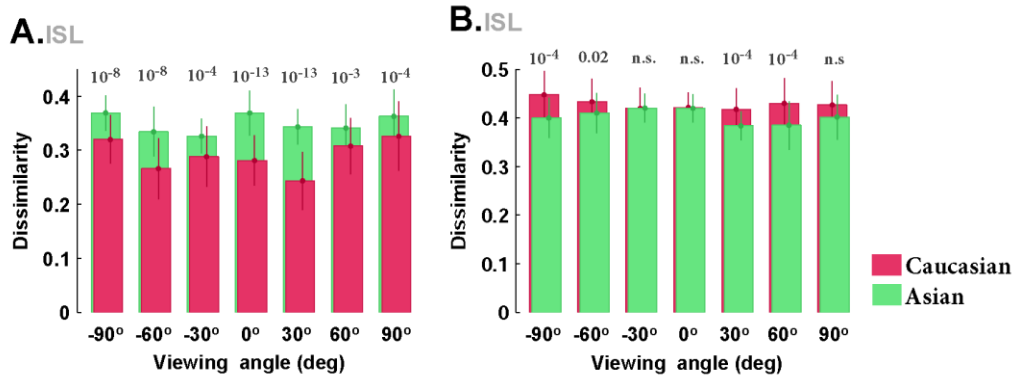 A.ISL
10⁻⁸ 10⁻⁸ 10⁻⁴ 10⁻¹³ 10⁻¹³ 10⁻³ 10⁻⁴
0.4
0.3
0.2
0.1
0
Dissimilarity
-90° -60° -30° 0° 30° 60° 90°
Viewing angle (deg)
B.ISL
10⁻⁴ 0.02 n.s. n.s. 10⁻⁴ 10⁻⁴ n.s
0.5
0.4
0.3
0.2
0.1
0
Dissimilarity
-90° -60° -30° 0° 30° 60° 90°
Viewing angle (deg)
Caucasian
Asian